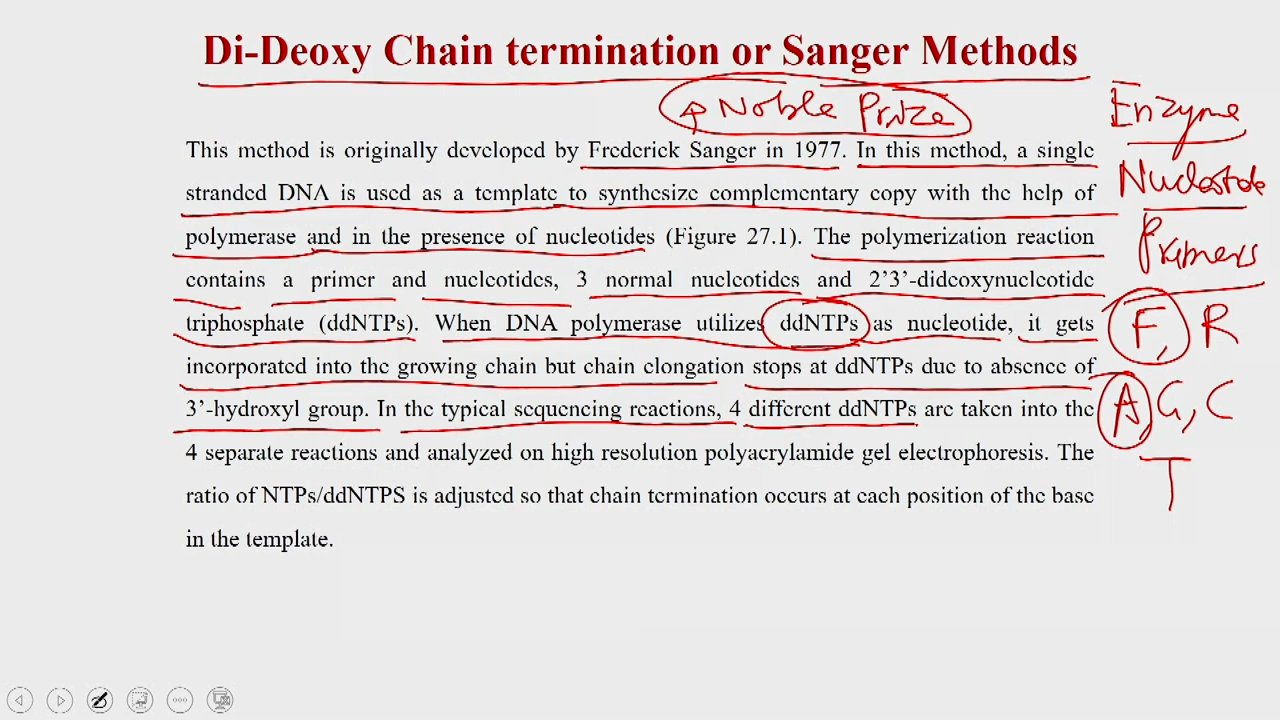 Di-Deoxy Chain termination or Sanger Methods
Noble Prize
This method is originally developed by Frederick Sanger in 1977. In this method, a single
stranded DNA is used as a template to synthesize complementary copy with the help of
polymerase and in the presence of nucleotides (Figure 27.1). The polymerization reaction
contains a primer and nucleotides, 3 normal nucleotides and 2'3'-dideoxynucleotide
triphosphate (ddNTPs). When DNA polymerase utilizes ddNTPs as nucleotide, it gets
incorporated into the growing chain but chain elongation stops at ddNTPs due to absence of
3'-hydroxyl group. In the typical sequencing reactions, 4 different ddNTPs are taken into the
4 separate reactions and analyzed on high resolution polyacrylamide gel electrophoresis. The
ratio of NTPs/ddNTPS is adjusted so that chain termination occurs at each position of the base
in the template.
Enzyme
Primers
F, R
A, G, C
T